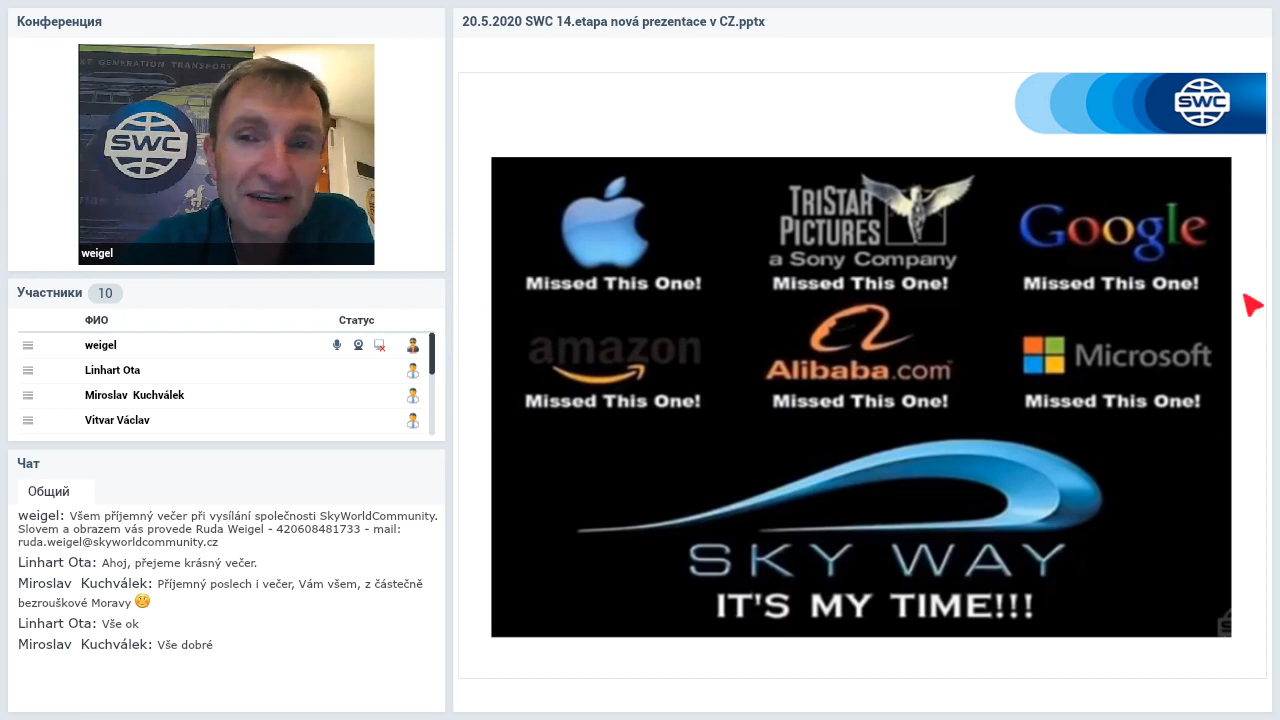 Конференция
XT GENERATION TRANSPORT
SWC
weigel
Участники 10
ФИО Статус
weigel
Linhart Ota
Miroslav Kuchválek
Vitvar Václav
Чат
Общий
weigel: Všem příjemný večer při vysílání společnosti SkyWorldCommunity.
Slovem a obrazem vás provede Ruda Weigel - 420608481733 - mail:
ruda.weigel@skyworldcommunity.cz
Linhart Ota: Ahoj, přejeme krásný večer.
Miroslav Kuchválek: Příjemný poslech i večer, Vám všem, z částečně
bezrouškové Moravy
Linhart Ota: Vše ok
Miroslav Kuchválek: Vše dobré
20.5.2020 SWC 14.etapa nová prezentace v CZ.pptx
SWC
TRISTAR
PICTURES
a Sony Company
Google
Missed This One! Missed This One! Missed This One!
amazon Alibaba.com Microsoft
Missed This One! Missed This One! Missed This One!
SKY WAY
IT'S MY TIME!!!